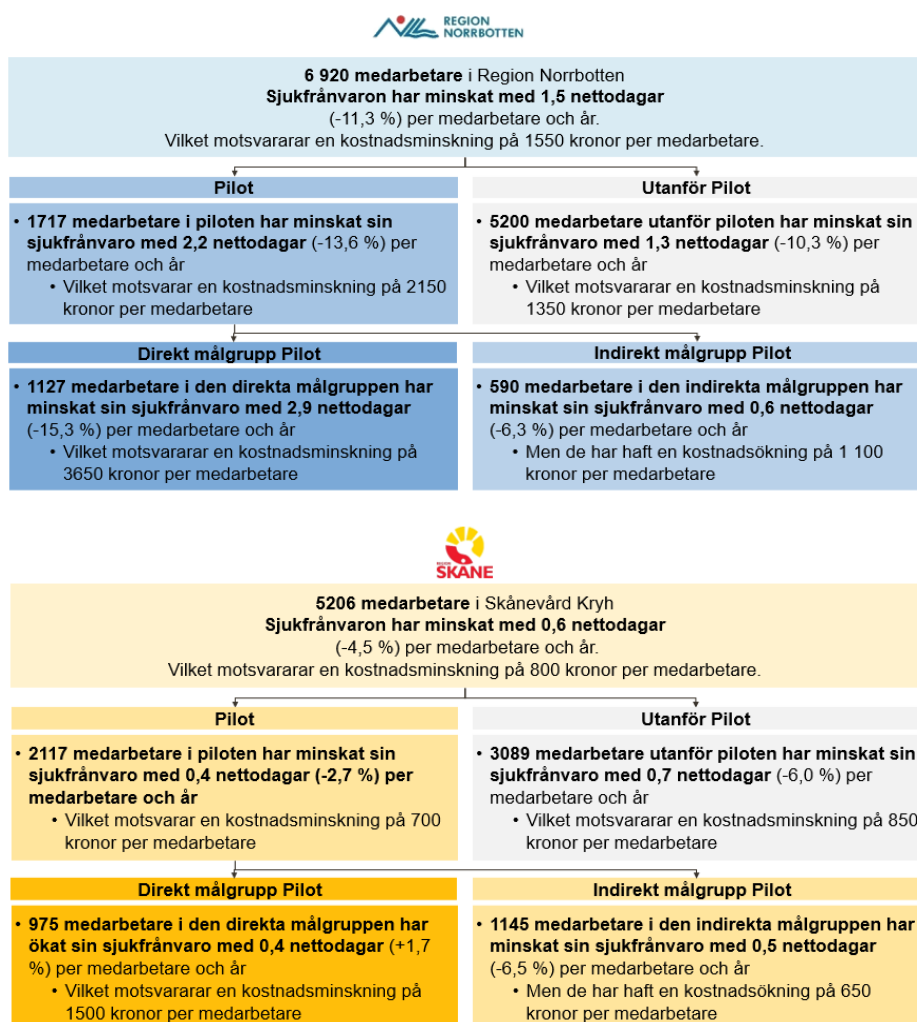 REGION
NORRBOTTEN
6 920 medarbetare i Region Norrbotten
Sjukfrånvaron har minskat med 1,5 nettodagar
(-11,3 %) per medarbetare och år.
Vilket motsvararar en kostnadsminskning på 1550 kronor per medarbetare.
Pilot
• 1717 medarbetare i piloten har minskat sin
sjukfrånvaro med 2,2 nettodagar (-13,6 %) per
medarbetare och år
• Vilket motsvarar en kostnadsminskning på 2150
kronor per medarbetare
Utanför Pilot
• 5200 medarbetare utanför piloten har minskat sin
sjukfrånvaro med 1,3 nettodagar (-10,3 %) per
medarbetare och år
• Vilket motsvararar en kostnadsminskning på
1350 kronor per medarbetare
Direkt målgrupp Pilot
• 1127 medarbetare i den direkta målgruppen har
minskat sin sjukfrånvaro med 2,9 nettodagar
(-15,3 %) per medarbetare och år
• Vilket motsvarar en kostnadsminskning på
3650 kronor per medarbetare
Indirekt målgrupp Pilot
• 590 medarbetare i den indirekta målgruppen har
minskat sin sjukfrånvaro med 0,6 nettodagar
(-6,3 %) per medarbetare och år
• Men de har haft en kostnadsökning på 1 100
kronor per medarbetare
REGION
SKÅNE
5206 medarbetare i Skånevård Kryh
Sjukfrånvaron har minskat med 0,6 nettodagar
(-4,5 %) per medarbetare och år.
Vilket motsvararar en kostnadsminskning på 800 kronor per medarbetare.
Pilot
• 2117 medarbetare i piloten har minskat sin
sjukfrånvaro med 0,4 nettodagar (-2,7 %) per
medarbetare och år
• Vilket motsvarar en kostnadsminskning på 700
kronor per medarbetare
Utanför Pilot
• 3089 medarbetare utanför piloten har minskat sin
sjukfrånvaro med 0,7 nettodagar (-6,0 %) per
medarbetare och år
• Vilket motsvararar en kostnadsminskning på 850
kronor per medarbetare
Direkt målgrupp Pilot
• 975 medarbetare i den direkta målgruppen har
ökat sin sjukfrånvaro med 0,4 nettodagar (+1,7
%) per medarbetare och år
• Vilket motsvarar en kostnadsminskning på
1500 kronor per medarbetare
Indirekt målgrupp Pilot
• 1145 medarbetare i den indirekta målgruppen har
minskat sin sjukfrånvaro med 0,5 nettodagar
(-6,5 %) per medarbetare och år
• Men de har haft en kostnadsökning på 650
kronor per medarbetare